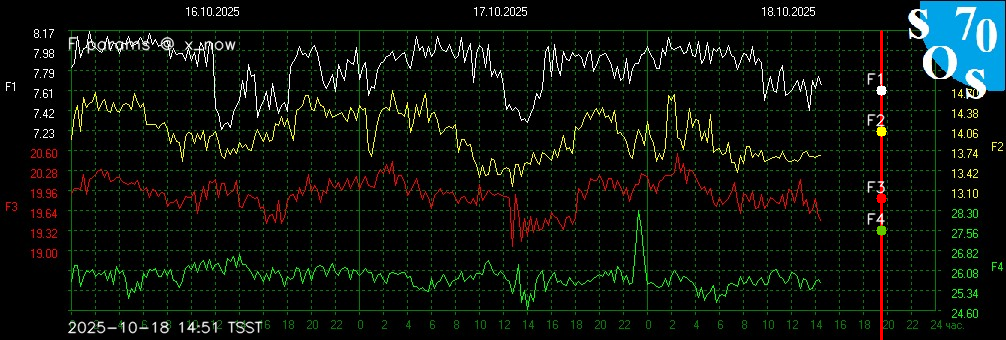 16.10.2025 17.10.2025 18.10.2025
S 70
O
S
F params @ x_now
8.17
7.98
7.79
7.61
7.42
7.23
F1
20.60
20.28
19.96
19.64
19.32
19.00
F3
F1
F2
F3
F4
14.70
14.38
14.06
13.74
13.42
13.10
F2
28.30
27.56
26.82
26.08
25.34
24.60
F4
2025-10-18 14:51 TSST
18 20 22 0 2 4 6 8 10 12 14 16 18 20 22 0 2 4 6 8 10 12 14 16 18 20 22 24 час.